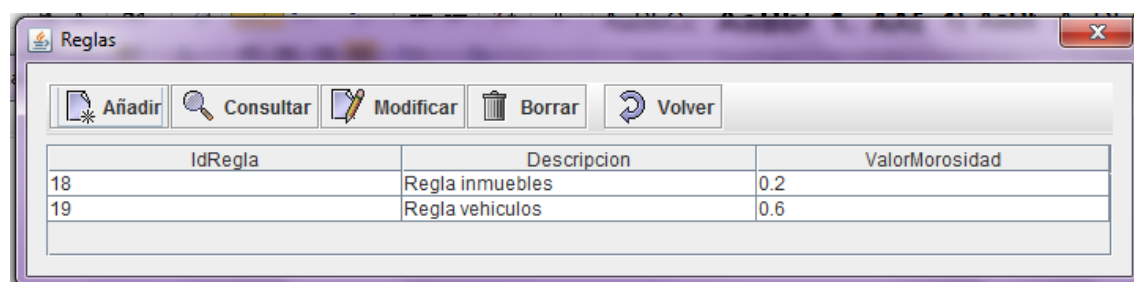 Reglas
Añadir Consultar Modificar Borrar Volver
IdRegla Descripcion ValorMorosidad
18 Regla inmuebles 0.2
19 Regla vehiculos 0.6